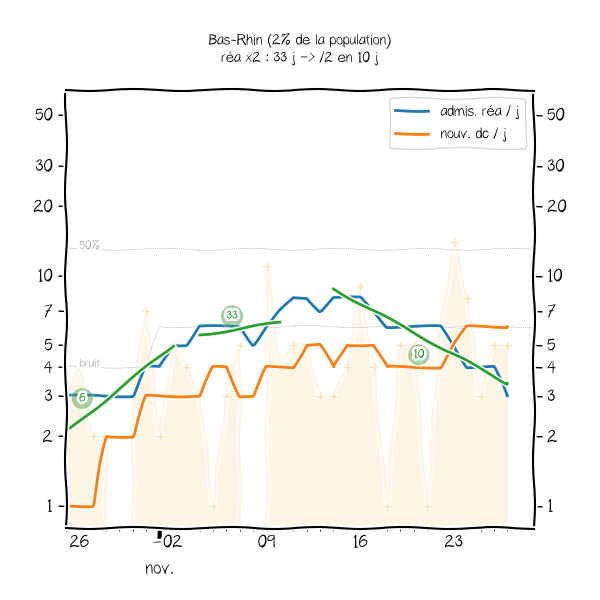 Bas-Rhin (2% de la population)
réa x2 : 33 j -> /2 en 10 j
admis. réa / j
nouv. dc / j
50 50
30 30
20 20
50%
10 10
7 7
33
5 5
10
bruit
4 4
6
3 3
2 2
1 1
26 02 09 16 23
nov.